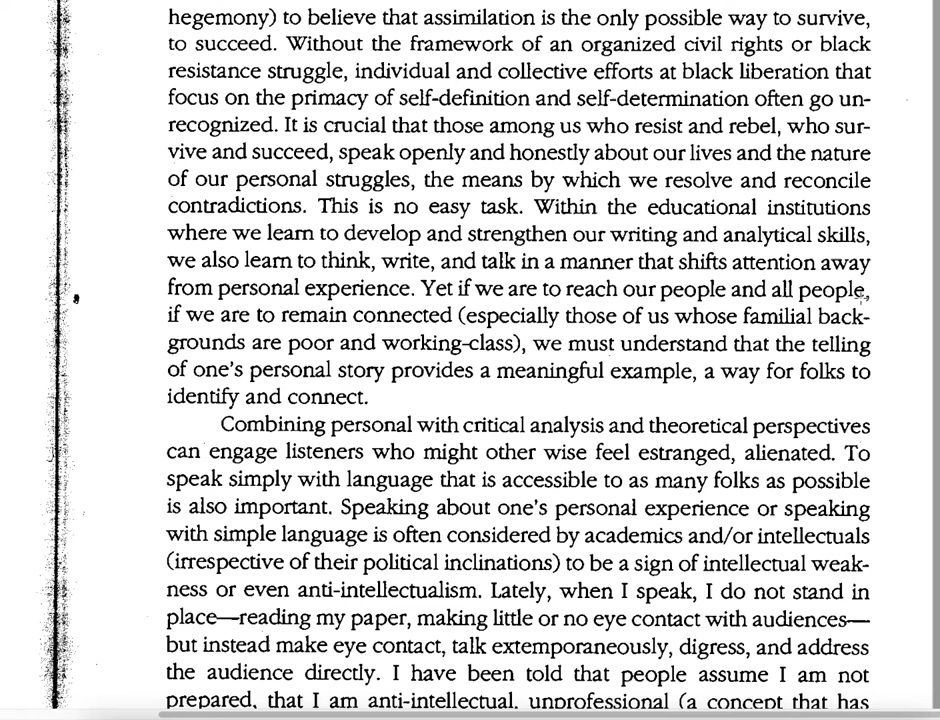 hegemony) to believe that assimilation is the only possible way to survive,
to succeed. Without the framework of an organized civil rights or black
resistance struggle, individual and collective efforts at black liberation that
focus on the primacy of self-definition and self-determination often go un-
recognized. It is crucial that those among us who resist and rebel, who sur-
vive and succeed, speak openly and honestly about our lives and the nature
of our personal struggles, the means by which we resolve and reconcile
contradictions. This is no easy task. Within the educational institutions
where we learn to develop and strengthen our writing and analytical skills,
we also learn to think, write, and talk in a manner that shifts attention away
from personal experience. Yet if we are to reach our people and all people,
if we are to remain connected (especially those of us whose familial back-
grounds are poor and working-class), we must understand that the telling
of one's personal story provides a meaningful example, a way for folks to
identify and connect.
Combining personal with critical analysis and theoretical perspectives
can engage listeners who might other wise feel estranged, alienated. To
speak simply with language that is accessible to as many folks as possible
is also important. Speaking about one's personal experience or speaking
with simple language is often considered by academics and/or intellectuals
(irrespective of their political inclinations) to be a sign of intellectual weak-
ness or even anti-intellectualism. Lately, when I speak, I do not stand in
place—reading my paper, making little or no eye contact with audiences—
but instead make eye contact, talk extemporaneously, digress, and address
the audience directly. I have been told that people assume I am not
prepared, that I am anti-intellectual, unprofessional (a concept that has